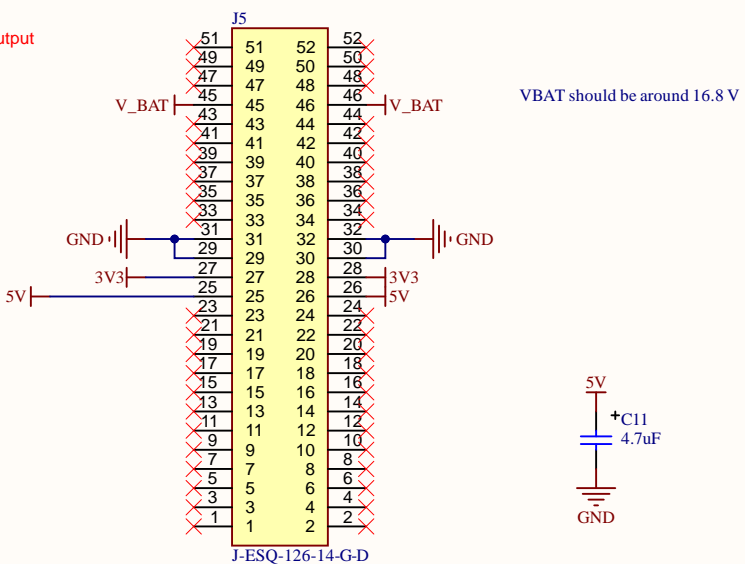 J5
utput
51 51 52 52
49 49 50 50
47 47 48 48
V_BAT 45 45 46 46 V_BAT
VBAT should be around 16.8 V
43 43 44 44
41 41 42 42
39 39 40 40
37 37 38 38
35 35 36 36
33 33 34 34
GND 31 31 32 32 GND
29 29 30 30
3V3 27 27 28 28 3V3
5V 25 25 26 26 5V
23 23 24 24
21 21 22 22
19 19 20 20
17 17 18 18
15 15 16 16
13 13 14 14
11 11 12 12
9 9 10 10
7 7 8 8
5 5 6 6
3 3 4 4
1 1 2 2
J-ESQ-126-14-G-D
5V
+ C11
4.7uF
GND